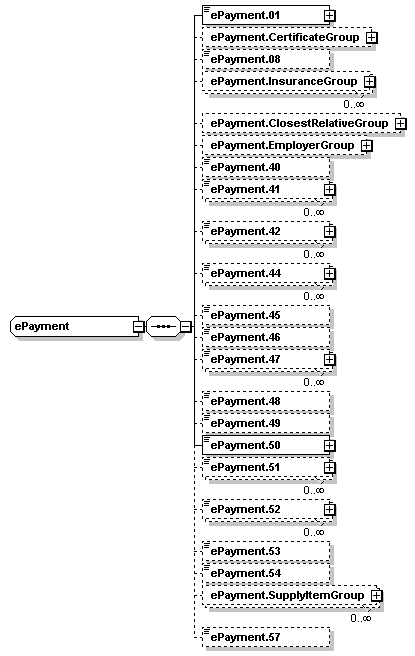 ePayment.01
ePayment.CertificateGroup
ePayment.08
ePayment.InsuranceGroup
0..∞
ePayment.ClosestRelativeGroup
ePayment.EmployerGroup
ePayment.40
ePayment.41
0..∞
ePayment.42
0..∞
ePayment.44
0..∞
ePayment.45
ePayment
ePayment.46
ePayment.47
0..∞
ePayment.48
ePayment.49
ePayment.50
ePayment.51
0..∞
ePayment.52
0..∞
ePayment.53
ePayment.54
ePayment.SupplyItemGroup
0..∞
ePayment.57